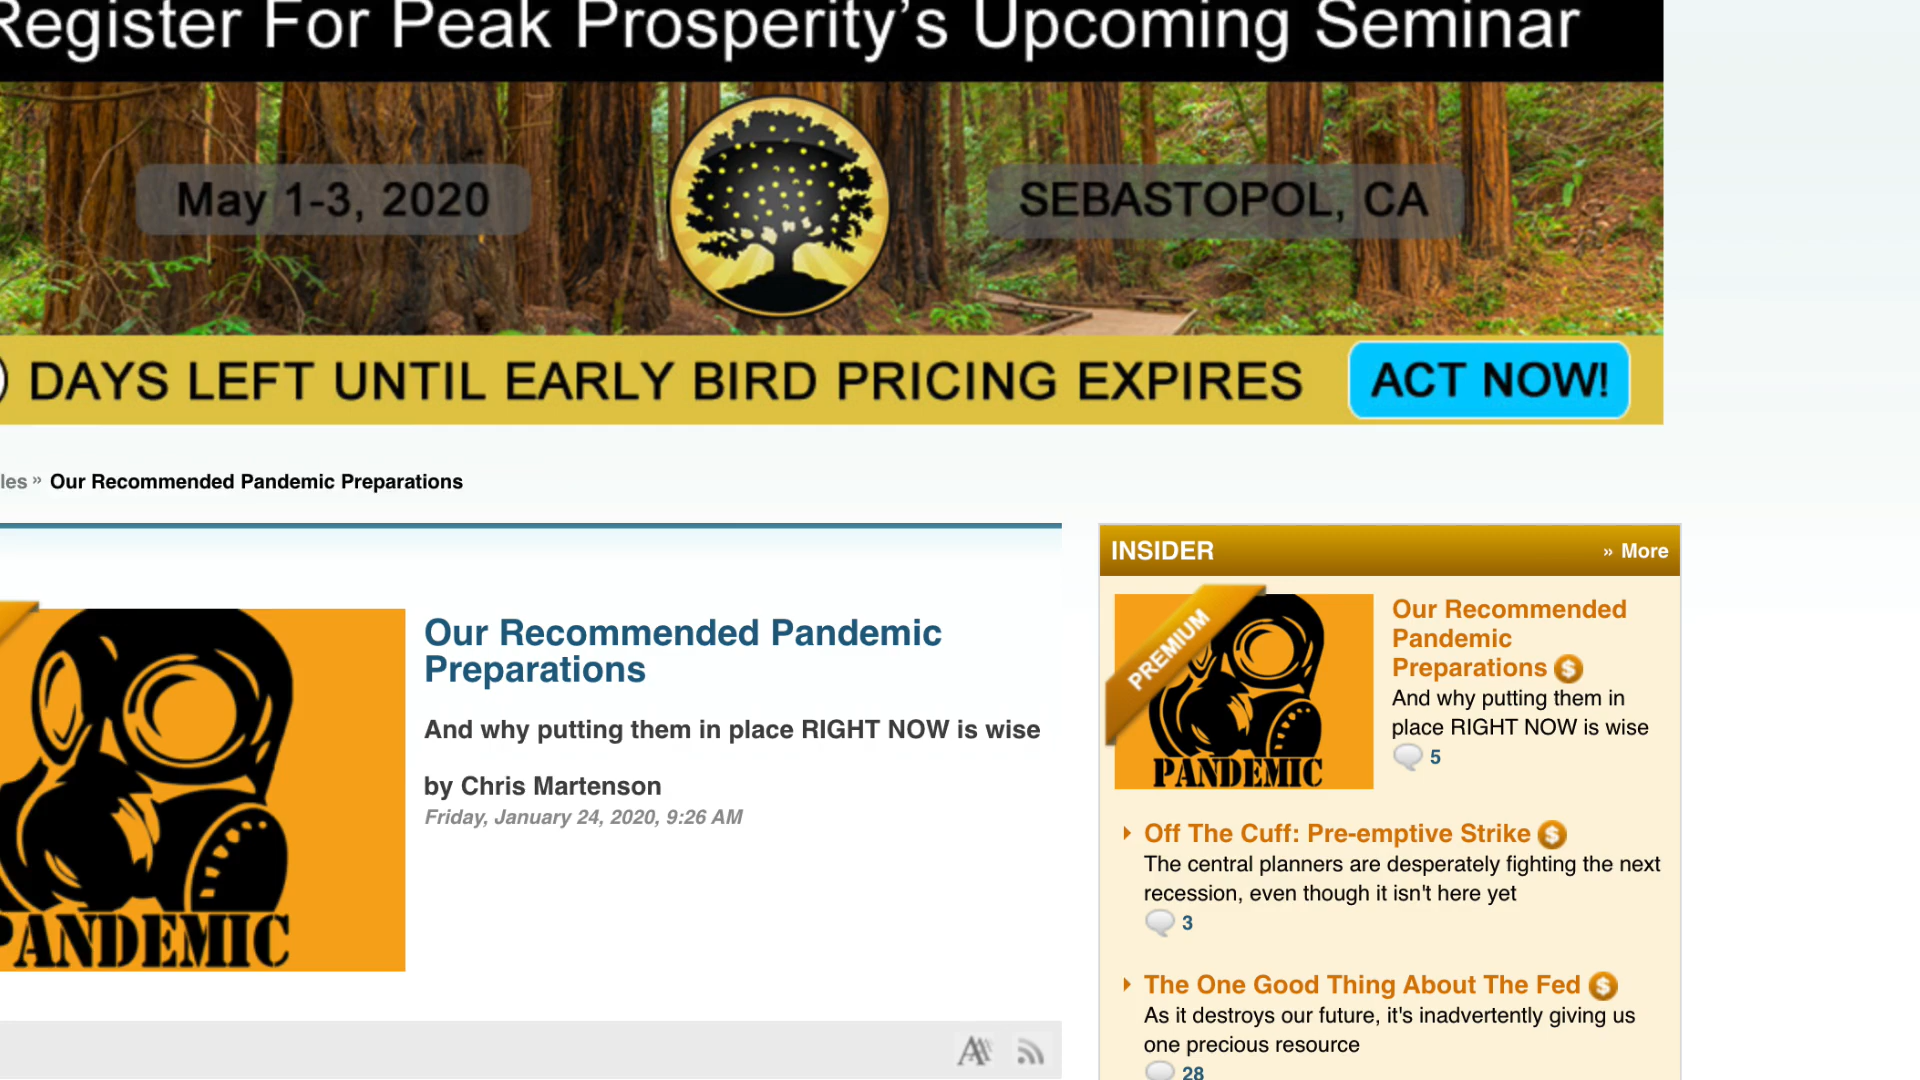 Register For Peak Prosperity's Upcoming Seminar
May 1-3, 2020
SEBASTOPOL, CA
DAYS LEFT UNTIL EARLY BIRD PRICING EXPIRES
ACT NOW!
» Our Recommended Pandemic Preparations
PANDEMIC
Our Recommended Pandemic
Preparations
And why putting them in place RIGHT NOW is wise
by Chris Martenson
Friday, January 24, 2020, 9:26 AM
INSIDER
» More
PREMIUM
PANDEMIC
Our Recommended
Pandemic
Preparations $
And why putting them in
place RIGHT NOW is wise
5
Off The Cuff: Pre-emptive Strike $
The central planners are desperately fighting the next
recession, even though it isn't here yet
3
The One Good Thing About The Fed $
As it destroys our future, it's inadvertently giving us
one precious resource
28